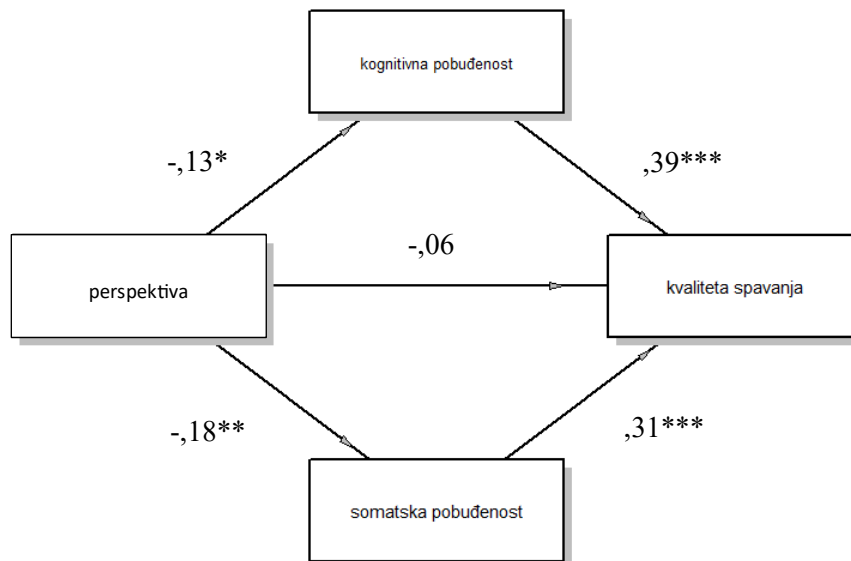 kognitivna pobuđenost
-,13*
,39***
-,06
perspektiva
kvaliteta spavanja
-,18**
,31***
somatska pobuđenost